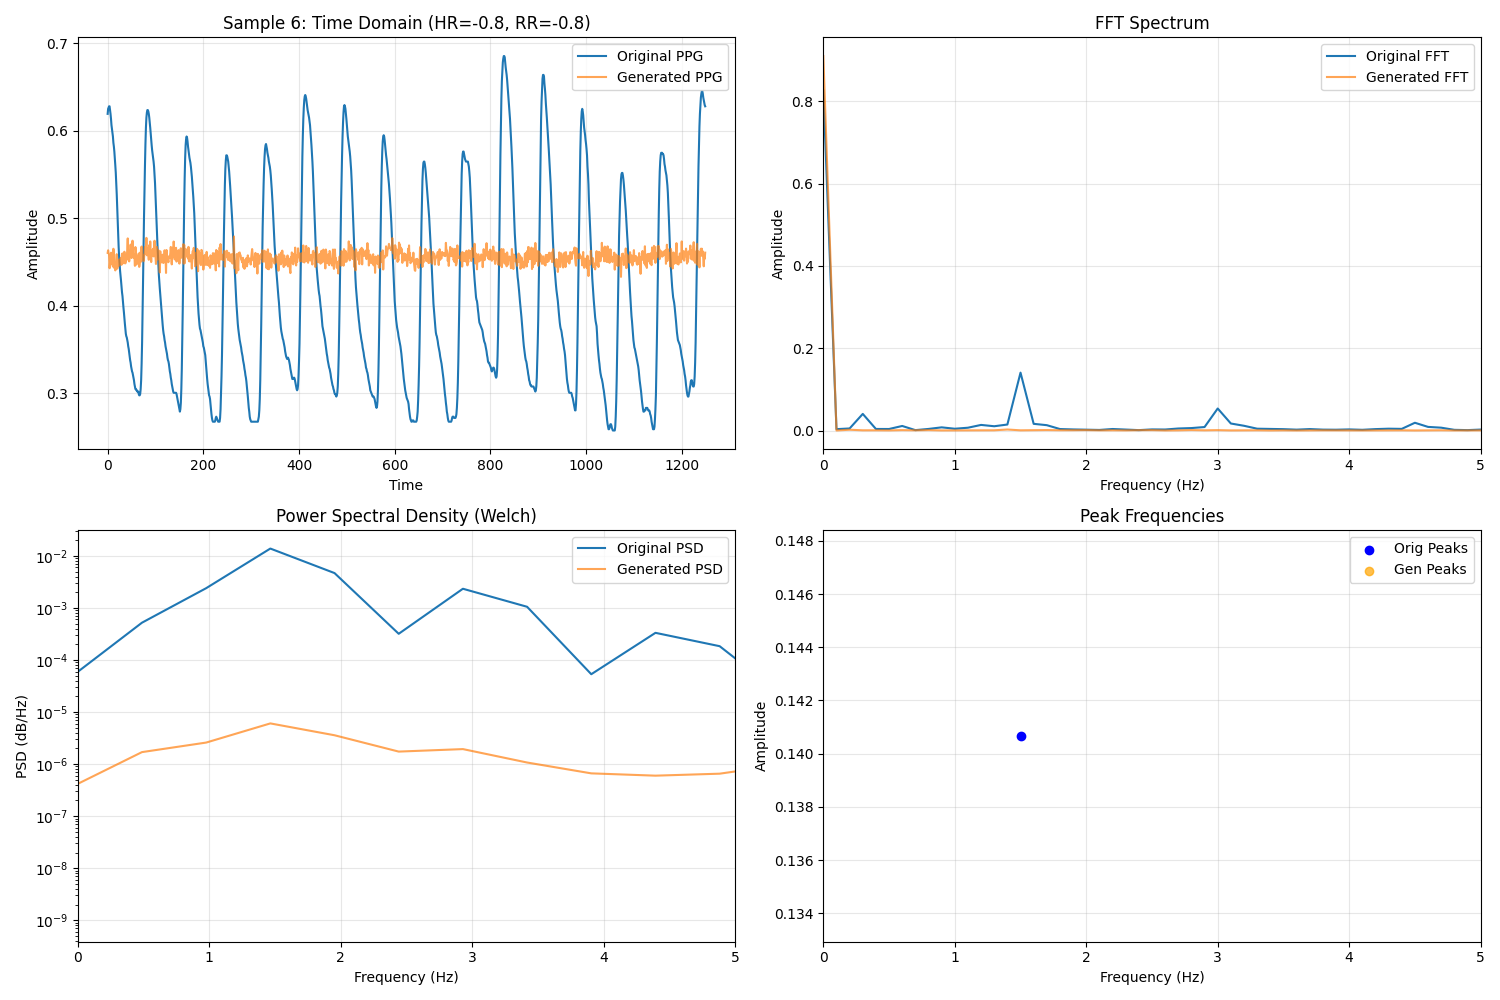 Sample 6: Time Domain (HR=-0.8, RR=-0.8)
Original PPG
Generated PPG
0.7
0.6
0.5
0.4
0.3
Amplitude
0
200
400
600
800
1000
1200
Time
FFT Spectrum
Original FFT
Generated FFT
0.8
0.6
0.4
0.2
0.0
Amplitude
0
1
2
3
4
5
Frequency (Hz)
Power Spectral Density (Welch)
Original PSD
Generated PSD
10⁻²
10⁻³
10⁻⁴
10⁻⁵
10⁻⁶
10⁻⁷
10⁻⁸
10⁻⁹
PSD (dB/Hz)
0
1
2
3
4
5
Frequency (Hz)
Peak Frequencies
Orig Peaks
Gen Peaks
0.148
0.146
0.144
0.142
0.140
0.138
0.136
0.134
Amplitude
0
1
2
3
4
5
Frequency (Hz)